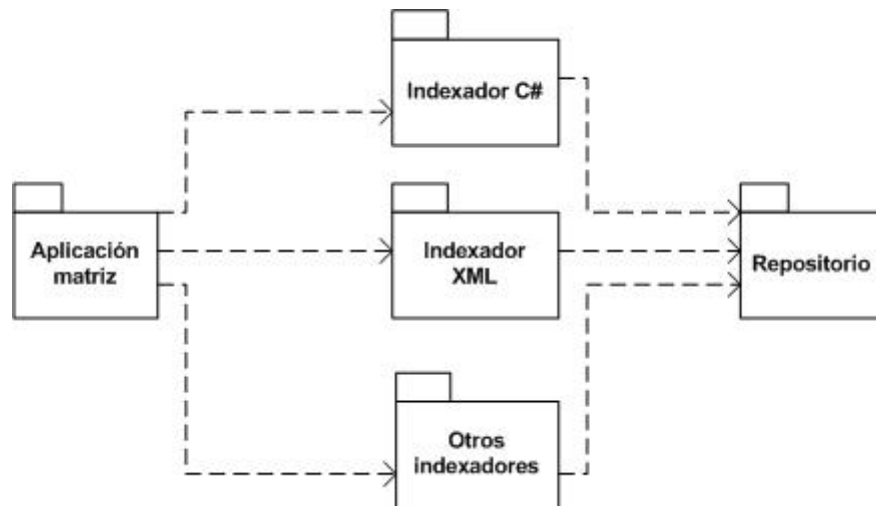 Indexador C#
Aplicación
matriz
Indexador
XML
Repositorio
Otros
indexadores